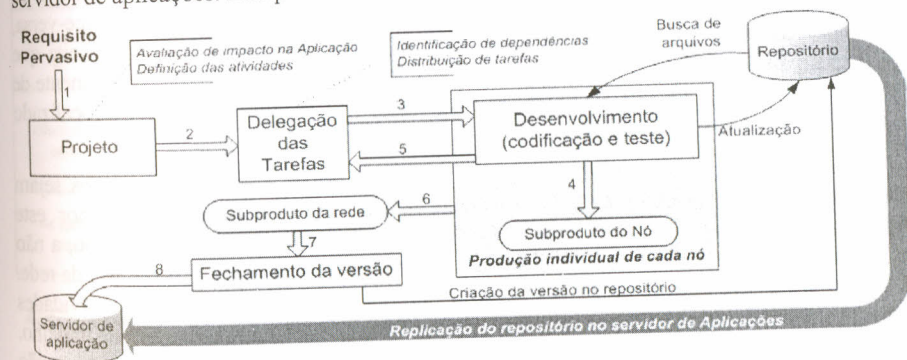 servidor de aplicações.
Requisito
Pervasivo
Avaliação de impacto na Aplicação
Definição das atividades
Identificação de dependências
Distribuição de tarefas
Busca de
arquivos
Repositório
1
Projeto
2
Delegação
das
Tarefas
3
5
Desenvolvimento
(codificação e teste)
Atualização
4
6
Subproduto da rede
Subproduto do Nó
Produção individual de cada nó
7
8
Fechamento da versão
Criação da versão no repositório
Servidor de
aplicação
Replicação do repositório no servidor de Aplicações